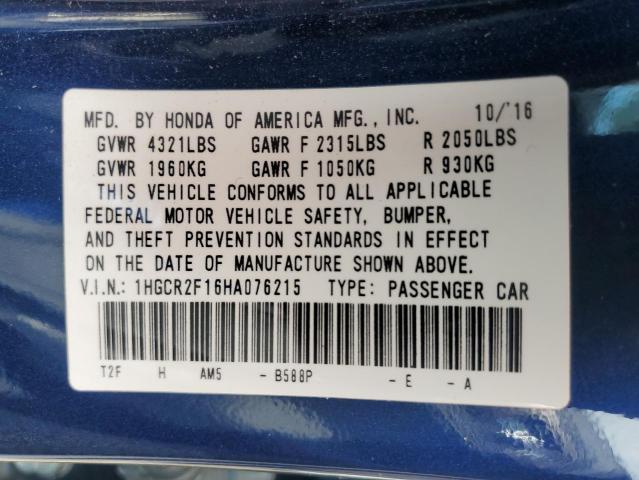 MFD. BY HONDA OF AMERICA MFG., INC. 10/'16
GVWR 4321LBS GAWR F 2315LBS R 2050LBS
GVWR 1960KG GAWR F 1050KG R 930KG
THIS VEHICLE CONFORMS TO ALL APPLICABLE
FEDERAL MOTOR VEHICLE SAFETY, BUMPER,
AND THEFT PREVENTION STANDARDS IN EFFECT
ON THE DATE OF MANUFACTURE SHOWN ABOVE.
V.I.N.: 1HGCR2F16HA076215 TYPE: PASSENGER CAR
T2F H AM5 - B588P - E - A